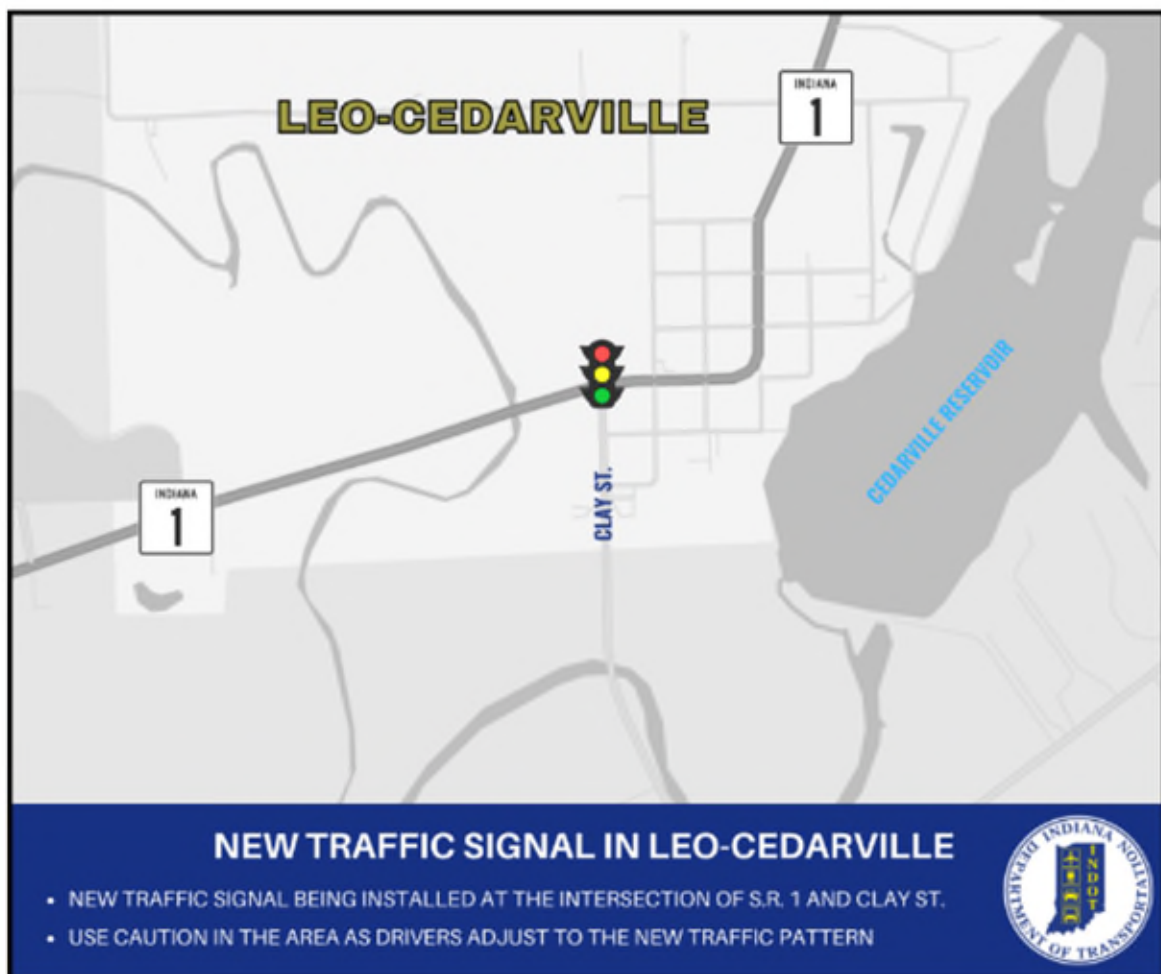 LEO-CEDARVILLE
INDIANA
1
CEDARVILLE RESERVOIR
CLAY ST.
INDIANA
1
NEW TRAFFIC SIGNAL IN LEO-CEDARVILLE
• NEW TRAFFIC SIGNAL BEING INSTALLED AT THE INTERSECTION OF S.R. 1 AND CLAY ST.
• USE CAUTION IN THE AREA AS DRIVERS ADJUST TO THE NEW TRAFFIC PATTERN
INDIANA DEPARTMENT OF TRANSPORTATION
INDOT